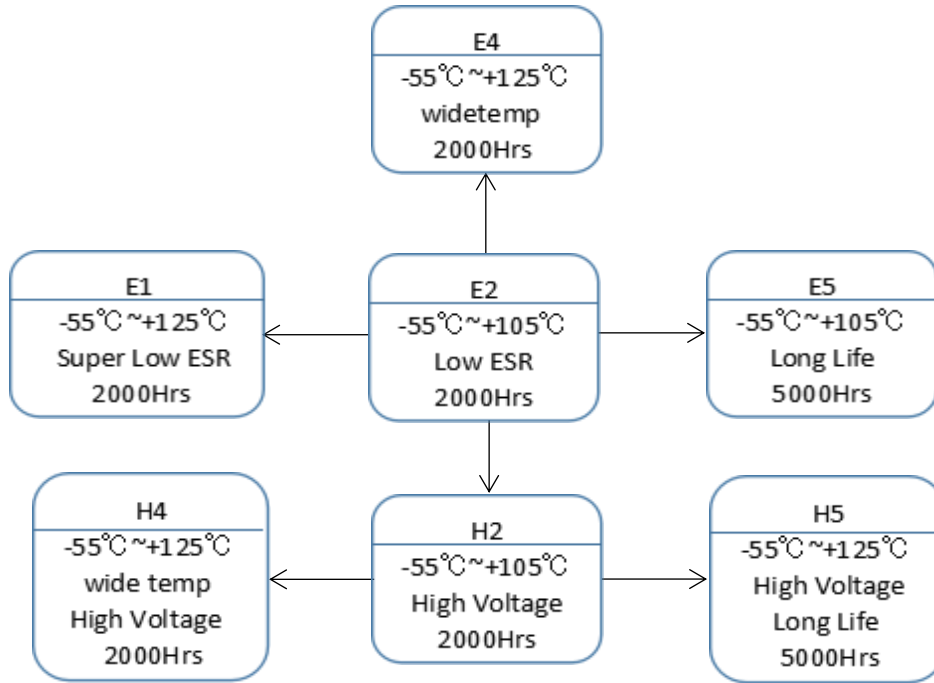 E4
-55℃~+125℃
widetemp
2000Hrs
E1
-55℃~+125℃
Super Low ESR
2000Hrs
E2
-55℃~+105℃
Low ESR
2000Hrs
E5
-55℃~+105℃
Long Life
5000Hrs
H4
-55℃~+125℃
wide temp
High Voltage
2000Hrs
H2
-55℃~+105℃
High Voltage
2000Hrs
H5
-55℃~+125℃
High Voltage
Long Life
5000Hrs